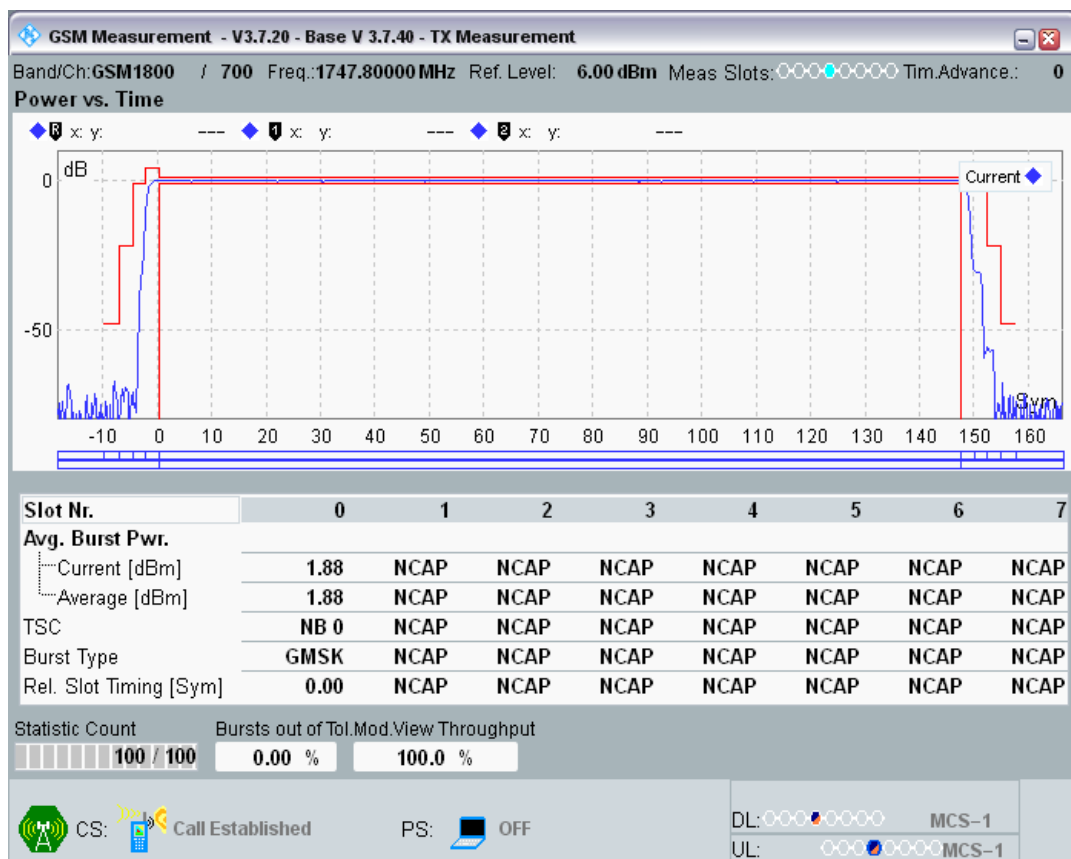 GSM Measurement - V3.7.20 - Base V 3.7.40 - TX Measurement
Band/Ch:GSM1800 / 700 Freq.:1747.80000 MHz Ref. Level: 6.00 dBm Meas Slots: Tim.Advance.: 0
Power vs. Time
R x: y: --- 1 x: y: --- 2 x: y: ---
dB
Current
0
-50
Sym
-10 0 10 20 30 40 50 60 70 80 90 100 110 120 130 140 150 160
Slot Nr. 0 1 2 3 4 5 6 7
Avg. Burst Pwr.
Current [dBm] 1.88 NCAP NCAP NCAP NCAP NCAP NCAP NCAP
Average [dBm] 1.88 NCAP NCAP NCAP NCAP NCAP NCAP NCAP
TSC NB 0 NCAP NCAP NCAP NCAP NCAP NCAP NCAP
Burst Type GMSK NCAP NCAP NCAP NCAP NCAP NCAP NCAP
Rel. Slot Timing [Sym] 0.00 NCAP NCAP NCAP NCAP NCAP NCAP NCAP
Statistic Count Bursts out of Tol. Mod.View Throughput
100 / 100 0.00 % 100.0 %
CS: Call Established PS: OFF DL: MCS-1
UL: MCS-1